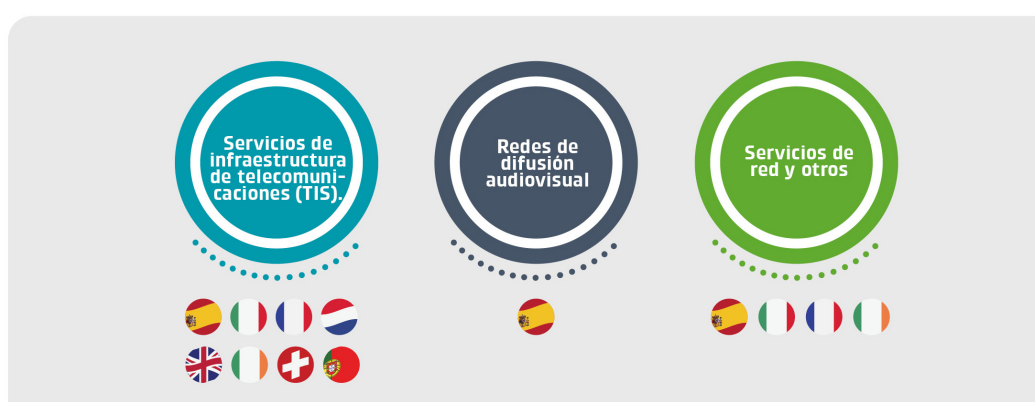 Servicios de
infraestructura
de telecomuni-
caciones (TIS).
Redes de
difusión
audiovisual
Servicios de
red y otros